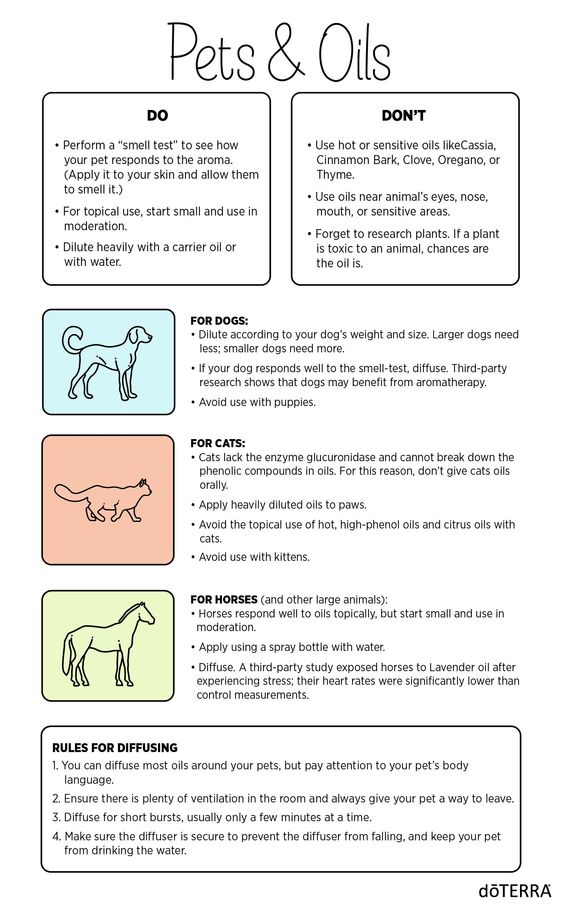 Pets & Oils
DO
• Perform a “smell test” to see how
your pet responds to the aroma.
(Apply it to your skin and allow them
to smell it.)
• For topical use, start small and use in
moderation.
• Dilute heavily with a carrier oil or
with water.
DON’T
• Use hot or sensitive oils likeCassia,
Cinnamon Bark, Clove, Oregano, or
Thyme.
• Use oils near animal’s eyes, nose,
mouth, or sensitive areas.
• Forget to research plants. If a plant
is toxic to an animal, chances are
the oil is.
FOR DOGS:
• Dilute according to your dog’s weight and size. Larger dogs need
less; smaller dogs need more.
• If your dog responds well to the smell-test, diffuse. Third-party
research shows that dogs may benefit from aromatherapy.
• Avoid use with puppies.
FOR CATS:
• Cats lack the enzyme glucuronidase and cannot break down the
phenolic compounds in oils. For this reason, don’t give cats oils
orally.
• Apply heavily diluted oils to paws.
• Avoid the topical use of hot, high-phenol oils and citrus oils with
cats.
• Avoid use with kittens.
FOR HORSES (and other large animals):
• Horses respond well to oils topically, but start small and use in
moderation.
• Apply using a spray bottle with water.
• Diffuse. A third-party study exposed horses to Lavender oil after
experiencing stress; their heart rates were significantly lower than
control measurements.
RULES FOR DIFFUSING
1. You can diffuse most oils around your pets, but pay attention to your pet’s body
language.
2. Ensure there is plenty of ventilation in the room and always give your pet a way to leave.
3. Diffuse for short bursts, usually only a few minutes at a time.
4. Make sure the diffuser is secure to prevent the diffuser from falling, and keep your pet
from drinking the water.
dōTERRA